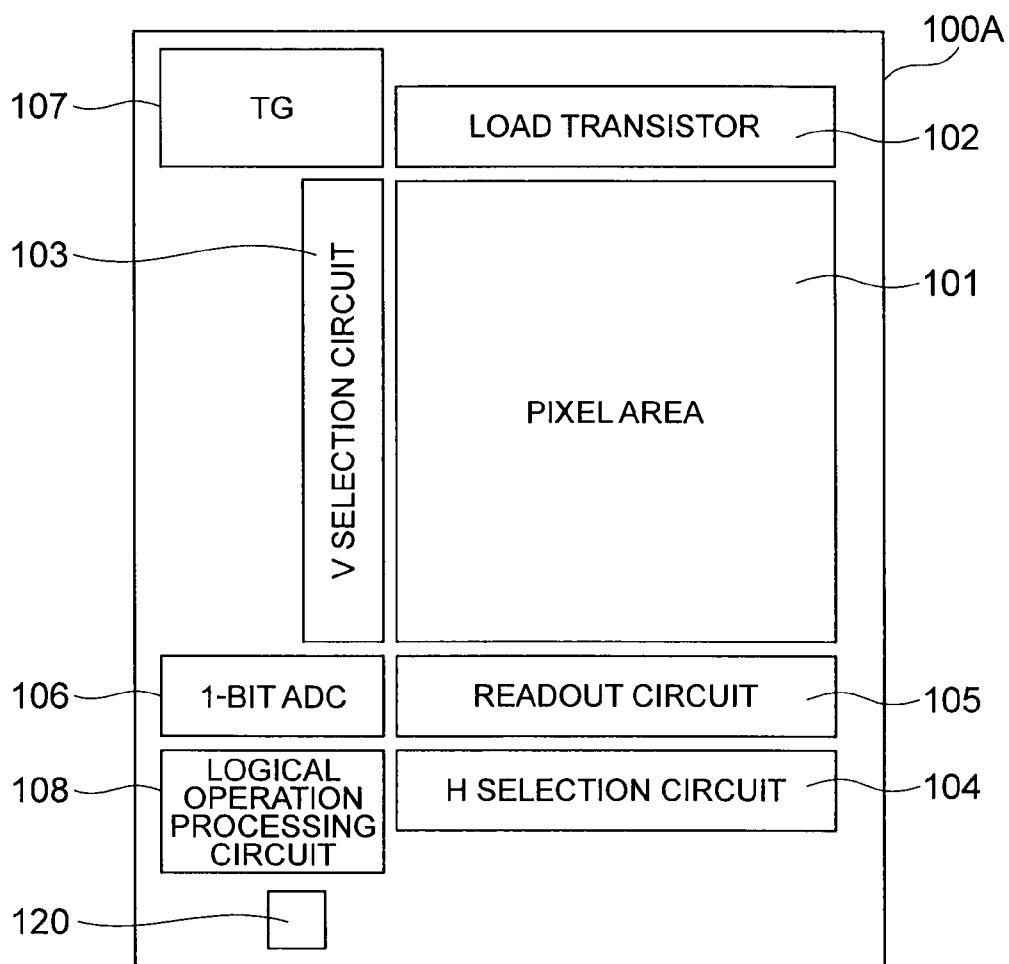 100A
107
TG
LOAD TRANSISTOR
102
103
V SELECTION CIRCUIT
101
PIXEL AREA
106
1-BIT ADC
READOUT CIRCUIT
105
108
LOGICAL
OPERATION
PROCESSING
CIRCUIT
H SELECTION CIRCUIT
104
120